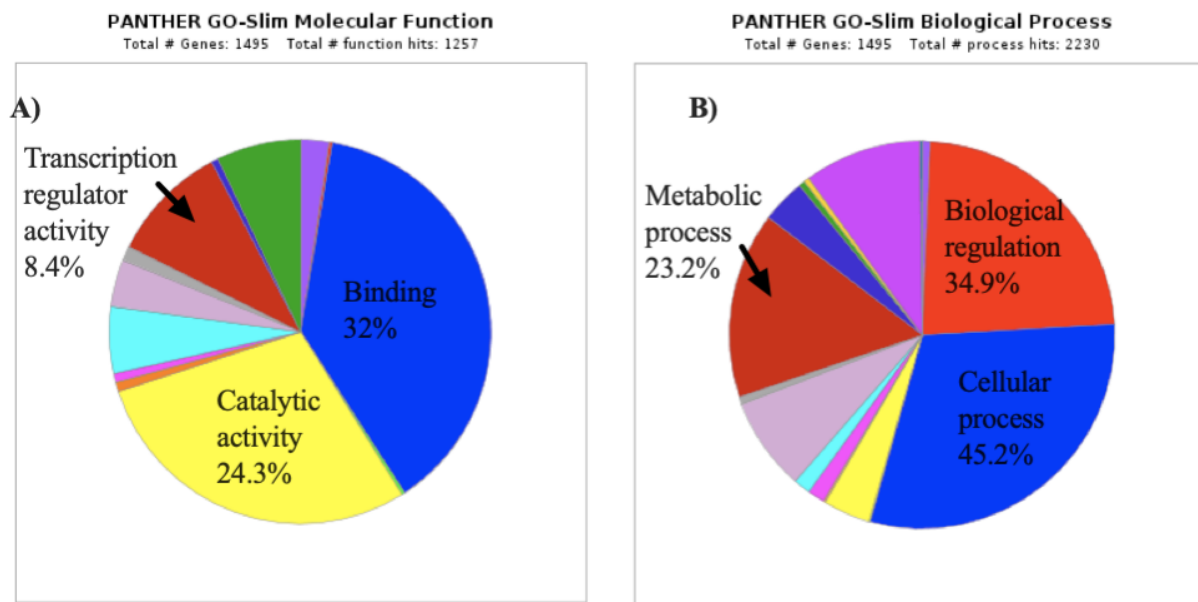 PANTHER GO-Slim Molecular Function
Total # Genes: 1495 Total # function hits: 1257
A)
Transcription
regulator
activity
8.4%
Binding
32%
Catalytic
activity
24.3%
PANTHER GO-Slim Biological Process
Total # Genes: 1495 Total # process hits: 2230
B)
Metabolic
process
23.2%
Biological
regulation
34.9%
Cellular
process
45.2%